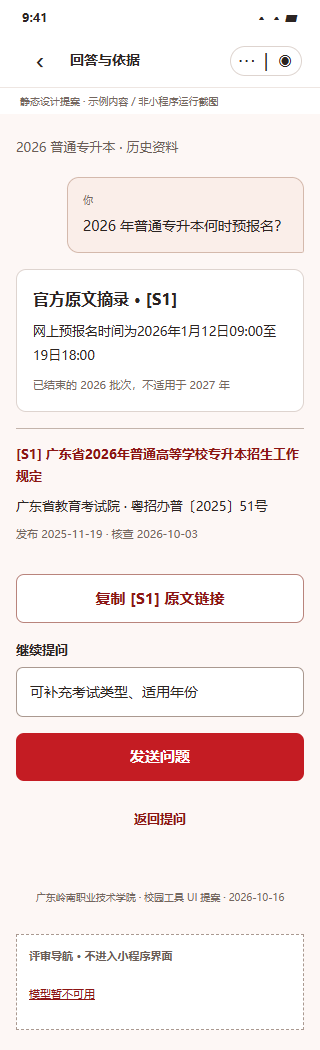 9:41
回答与依据
静态设计提案 · 示例内容 / 非小程序运行截图
2026 普通专升本 · 历史资料
你
2026 年普通专升本何时预报名？
官方原文摘录 • [S1]
网上预报名时间为2026年1月12日09:00至
19日18:00
已结束的 2026 批次，不适用于 2027 年
[S1] 广东省2026年普通高等学校专升本招生工作
规定
广东省教育考试院 · 粤招办普〔2025〕51号
发布 2025-11-19 · 核查 2026-10-03
复制 [S1] 原文链接
继续提问
可补充考试类型、适用年份
发送问题
返回提问
广东岭南职业技术学院 · 校园工具 UI 提案 · 2026-10-16
评审导航 • 不进入小程序界面
模型暂不可用